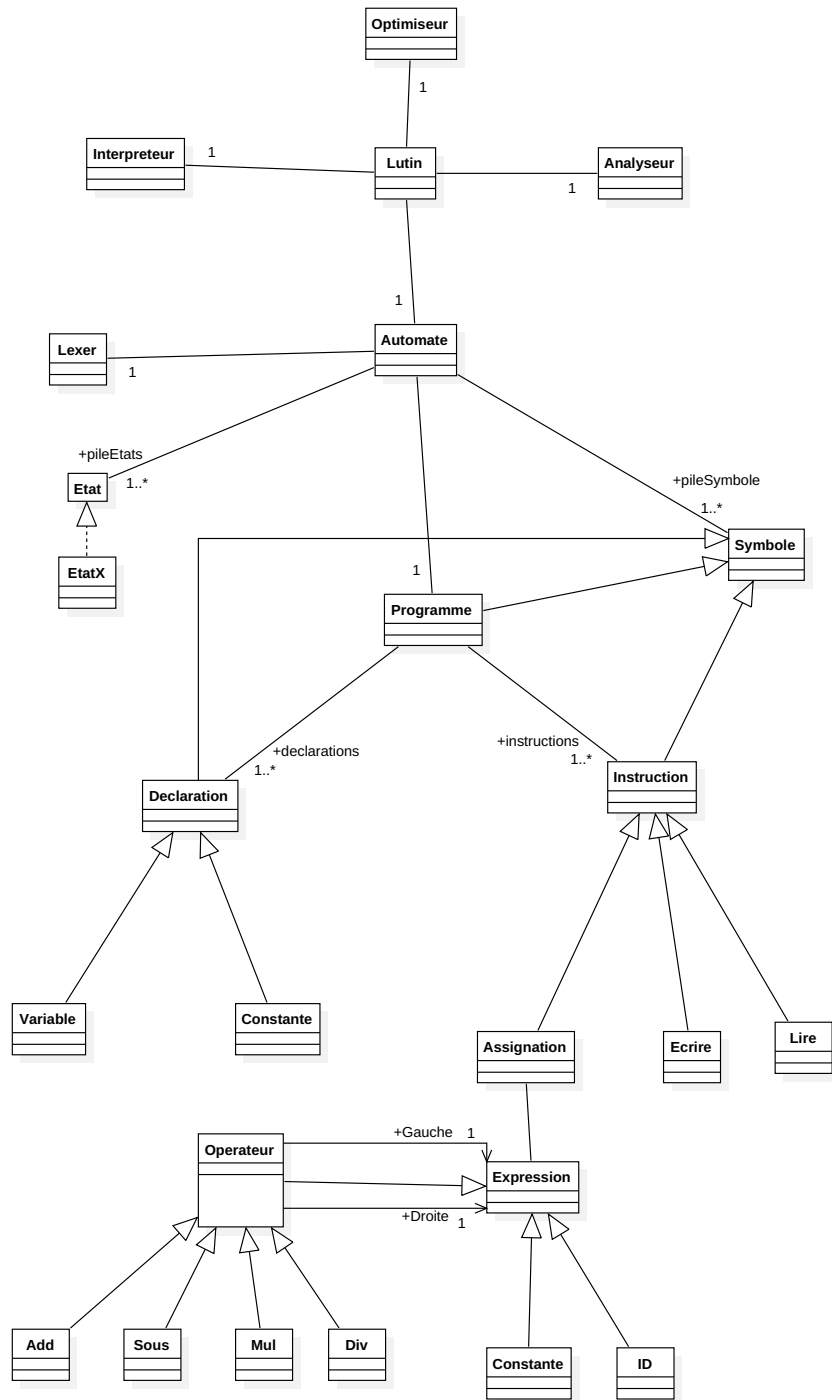 Optimiseur
1
Interpreteur
1
Lutin
Analyseur
1
1
Automate
Lexer
1
+pileEtats
1..*
Etat
+pileSymbole
1..*
Symbole
EtatX
1
Programme
+declarations
1..*
+instructions
1..*
Declaration
Instruction
Variable
Constante
Assignation
Ecrire
Lire
+Gauche
1
Operateur
Expression
+Droite
1
Add
Sous
Mul
Div
Constante
ID